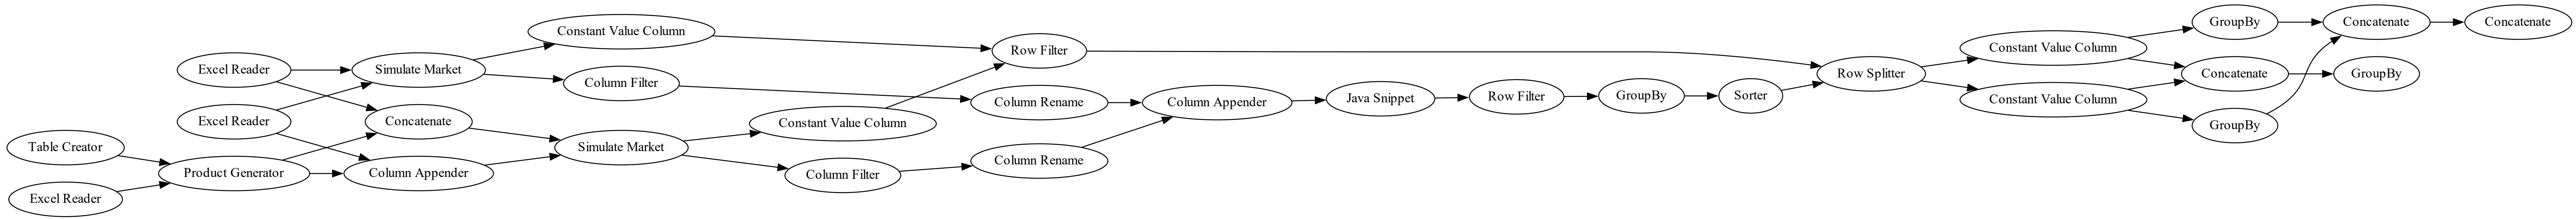 Table Creator
Excel Reader
Excel Reader
Excel Reader
Product Generator
Simulate Market
Concatenate
Column Appender
Constant Value Column
Column Filter
Simulate Market
Constant Value Column
Column Filter
Row Filter
Column Rename
Column Rename
Column Appender
Java Snippet
Row Filter
GroupBy
Sorter
Row Splitter
Constant Value Column
Constant Value Column
GroupBy
Concatenate
GroupBy
Concatenate
GroupBy
Concatenate